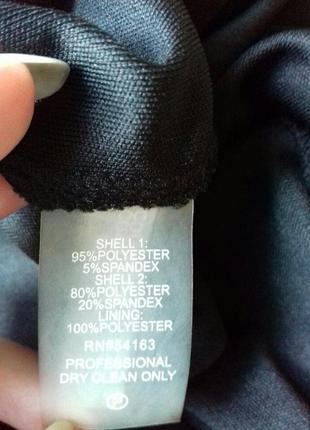 SHELL 1:
95%POLYESTER
5%SPANDEX
SHELL 2:
80%POLYESTER
20%SPANDEX
LINING:
100%POLYESTER
RN#54163
PROFESSIONAL
DRY CLEAN ONLY
P